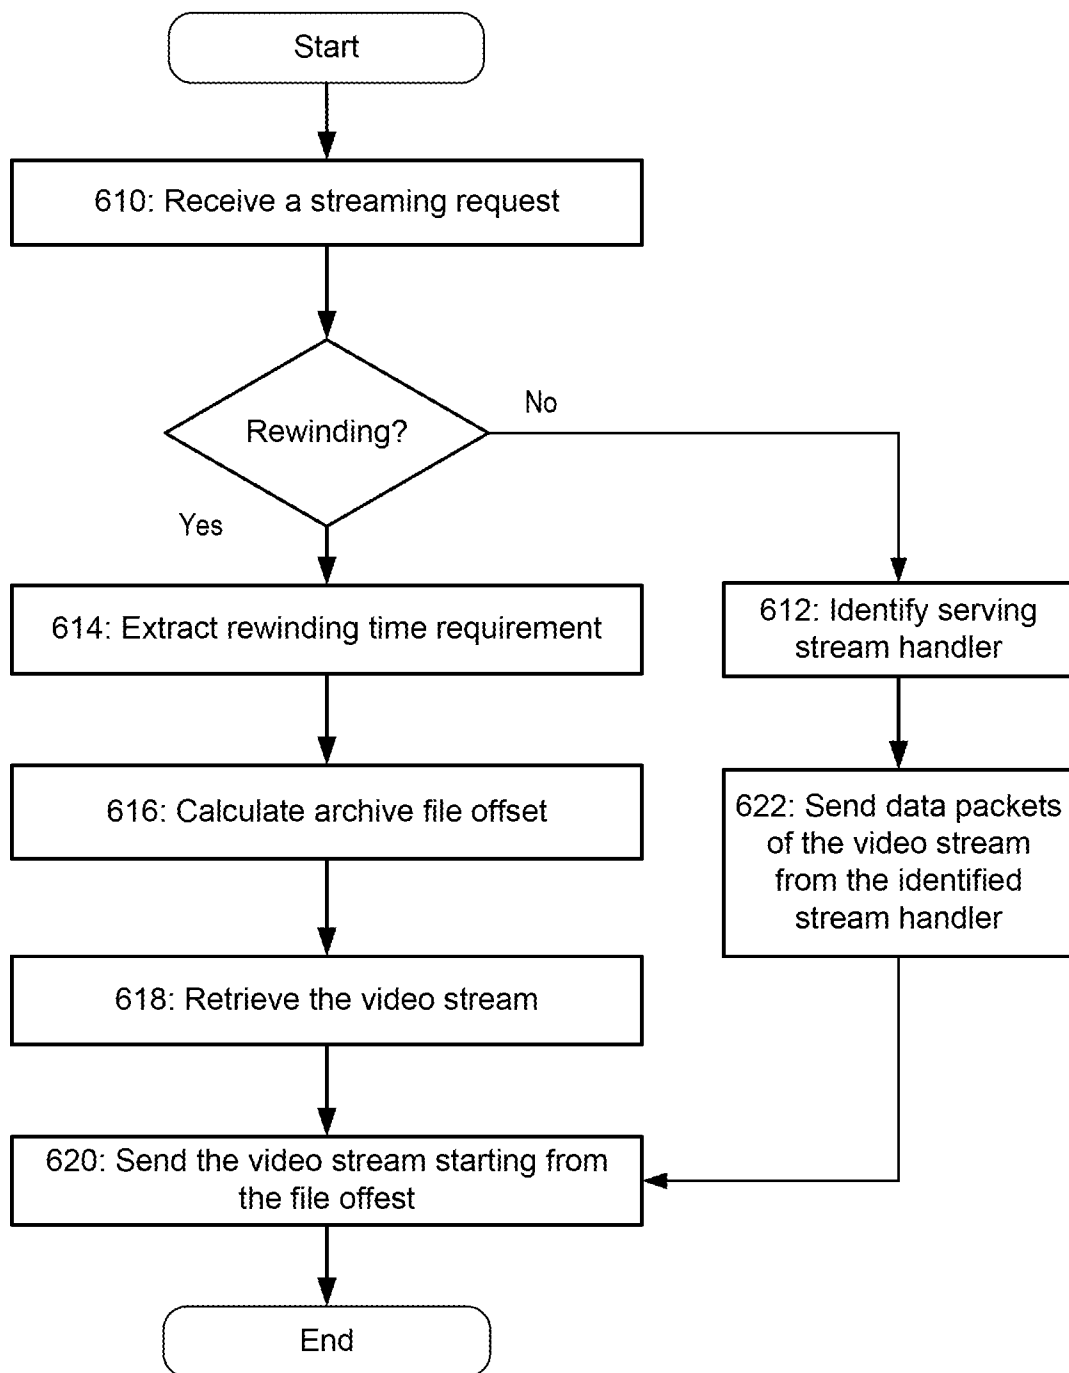 Start
610: Receive a streaming request
Rewinding?
No
Yes
614: Extract rewinding time requirement
612: Identify serving
stream handler
616: Calculate archive file offset
622: Send data packets
of the video stream
from the identified
stream handler
618: Retrieve the video stream
620: Send the video stream starting from
the file offest
End